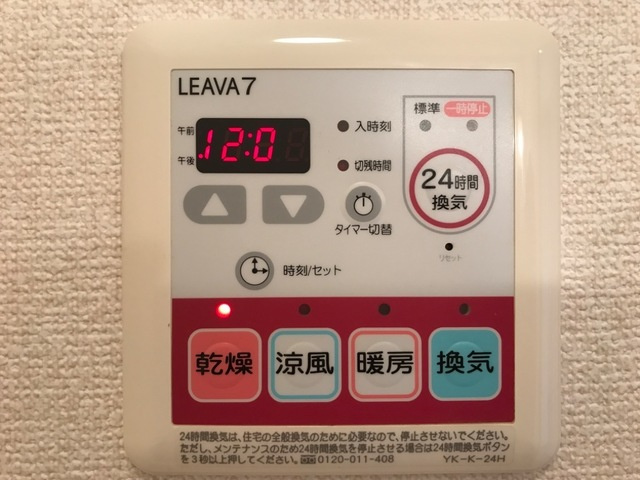 LEAVA7
標準 一時停止
午前
12:0
午後
入時刻
切残時間
24時間
換気
タイマー切替
リセット
時刻/セット
乾燥 涼風 暖房 換気
24時間換気は、住宅の全般換気のために必要なので、停止させないでください。
ただし、メンテナンスのため24時間換気を停止させる場合は24時間換気ボタン
を3秒以上押してください。 0120-011-408 YK-K-24H